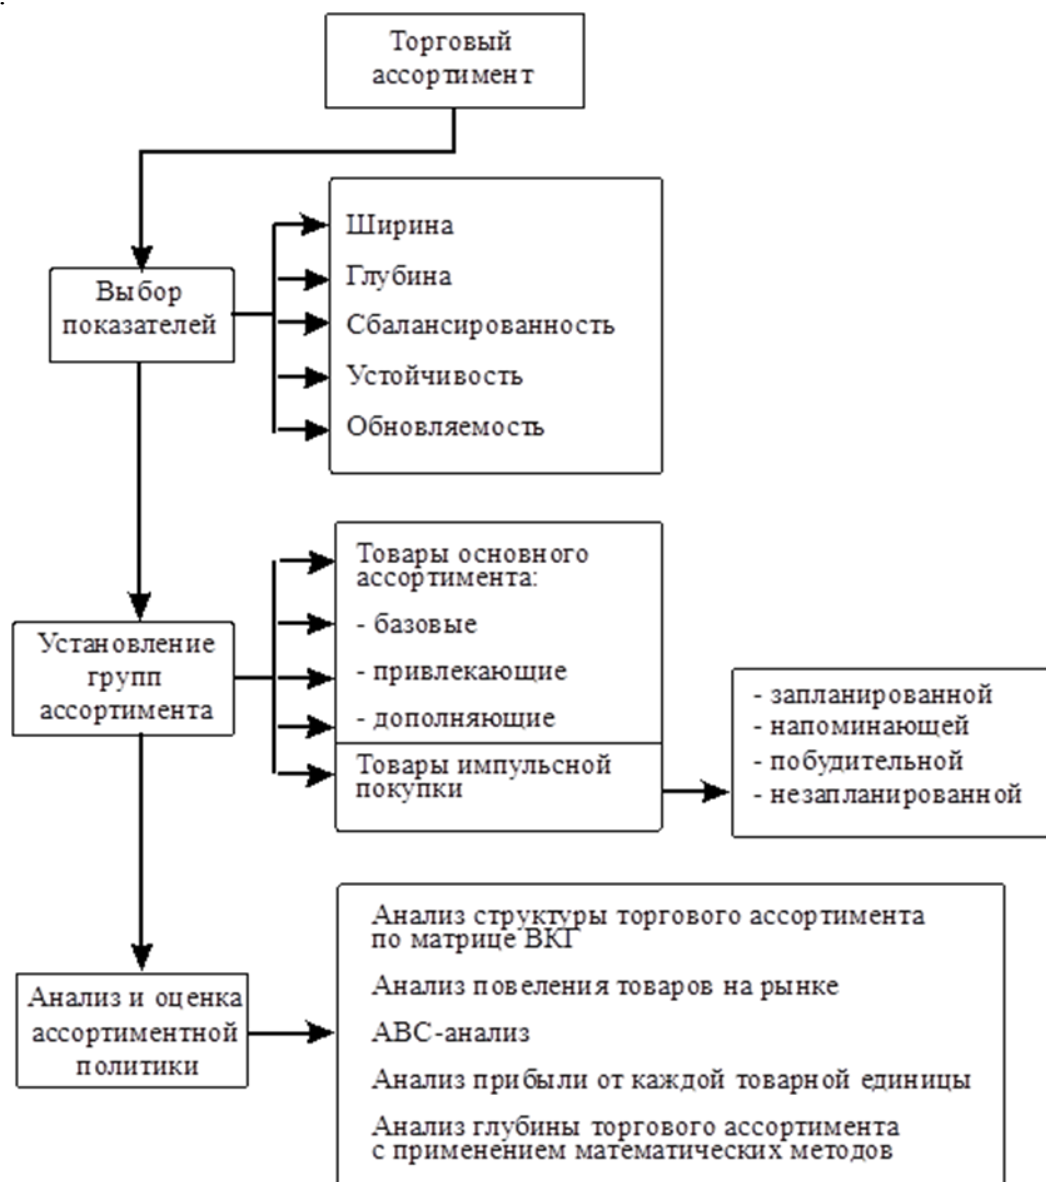 Торговый
ассортимент
Выбор
показателей
Ширина
Глубина
Сбалансированность
Устойчивость
Обновляемость
Установление
групп
ассортимента
Товары основного
ассортимента:
- базовые
- привлекающие
- дополняющие
Товары импульсной
покупки
- запланированной
- напоминающей
- побудительной
- незапланированной
Анализ и оценка
ассортиментной
политики
Анализ структуры торгового ассортимента
по матрице ВКГ
Анализ повеления товаров на рынке
АВС-анализ
Анализ прибыли от каждой товарной единицы
Анализ глубины торгового ассортимента
с применением математических методов